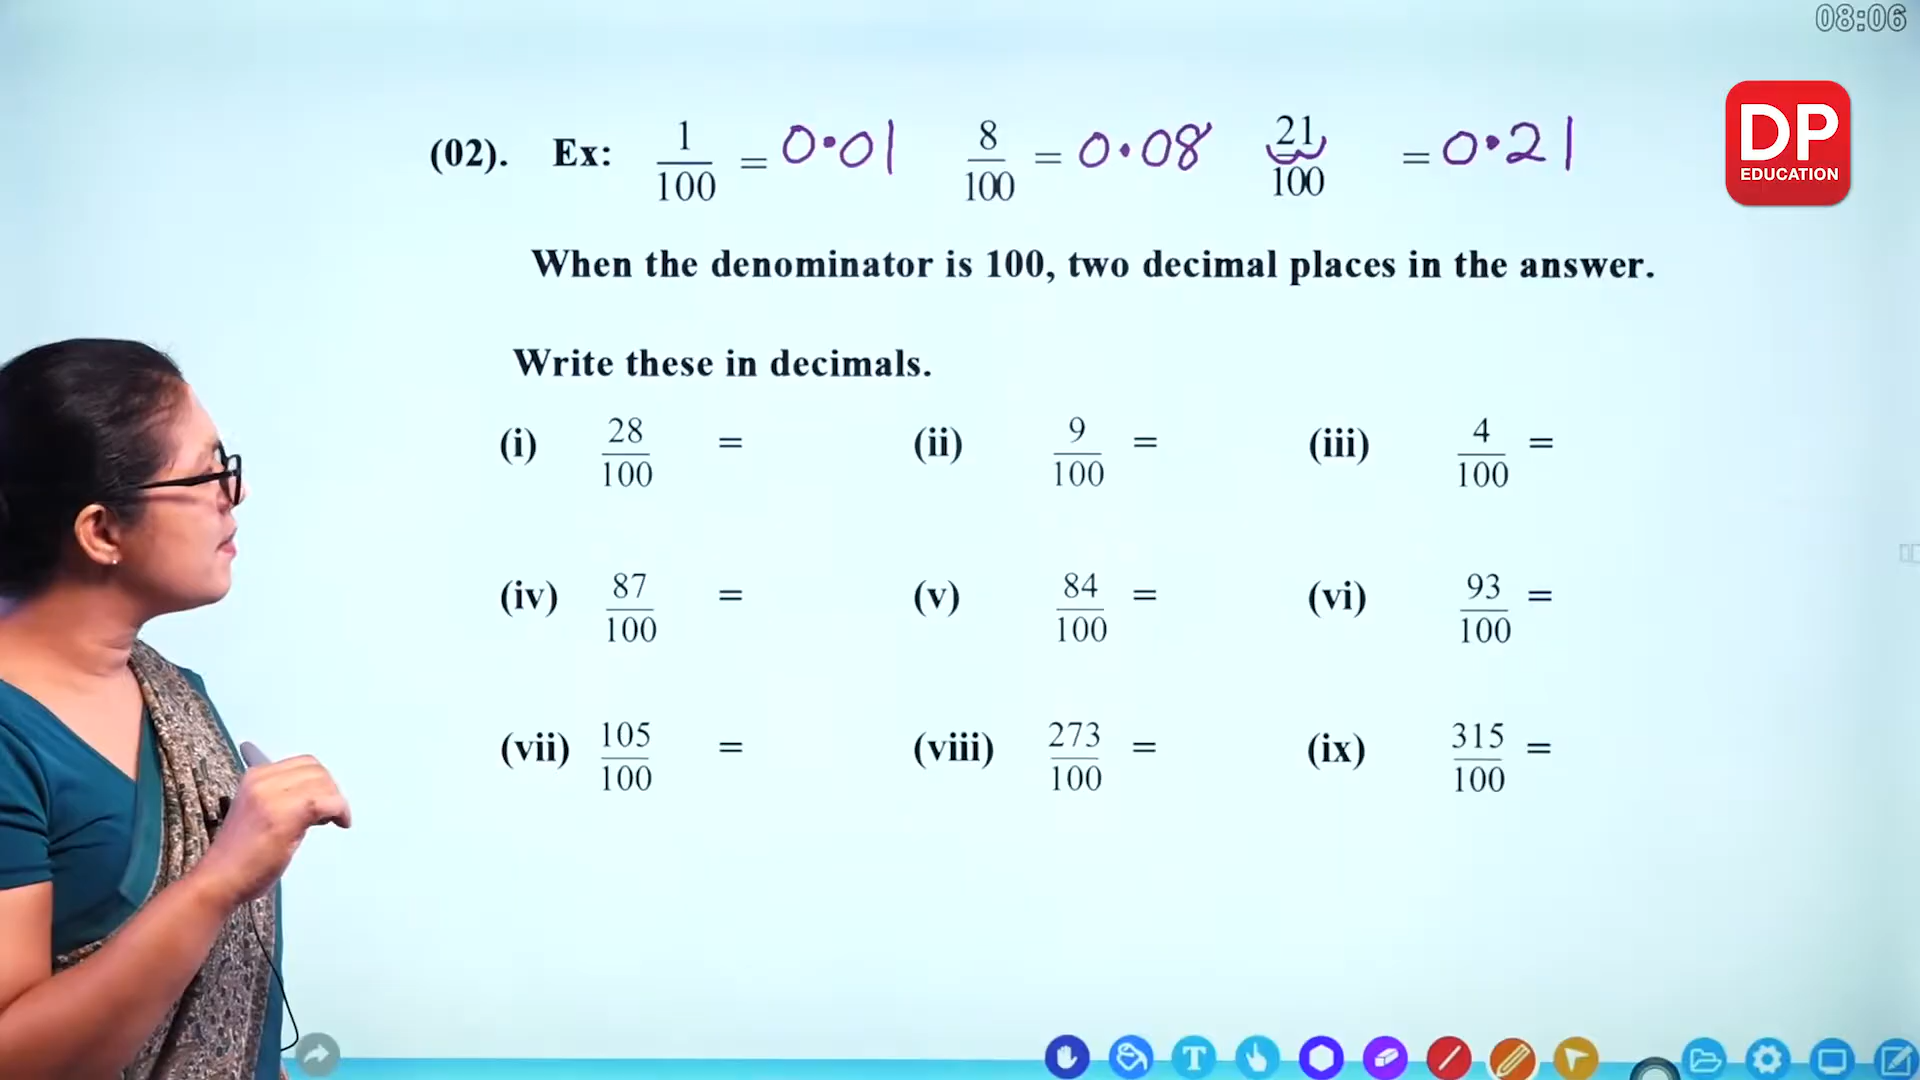 08:06
DP
EDUCATION
(02). Ex: 1/100 = 0.01 8/100 = 0.08 21/100 = 0.21
When the denominator is 100, two decimal places in the answer.
Write these in decimals.
(i) 28/100 = (ii) 9/100 = (iii) 4/100 =
(iv) 87/100 = (v) 84/100 = (vi) 93/100 =
(vii) 105/100 = (viii) 273/100 = (ix) 315/100 =
T